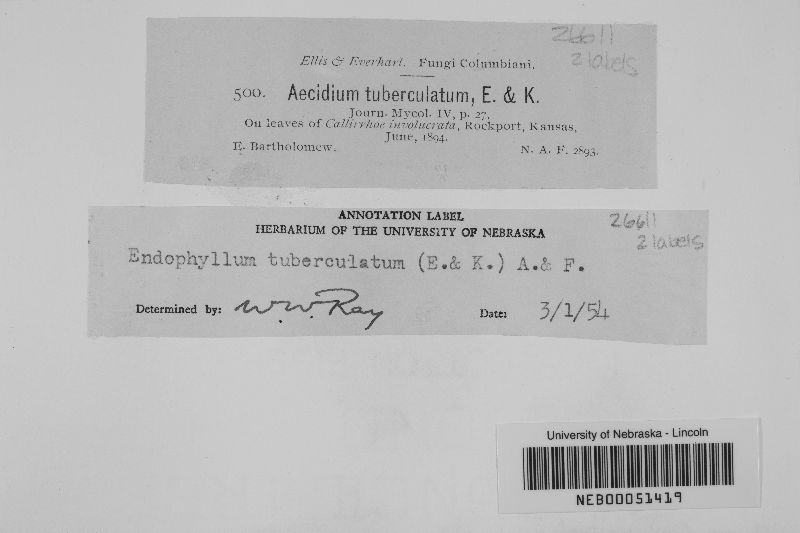 26611
2 labels
Ellis & Everhart. Fungi Columbiani.
500. Aecidium tuberculatum, E. & K.
Journ. Mycol. IV, p. 27,
On leaves of Callirrhoe involucrata, Rockport, Kansas,
June, 1894.
E. Bartholomew. N. A. F. 2893.
ANNOTATION LABEL
HERBARIUM OF THE UNIVERSITY OF NEBRASKA
26611
2 labels
Endophyllum tuberculatum (E.& K.) A.& F.
Determined by: W.W. Ray Date: 3/1/54
University of Nebraska - Lincoln
NEB00051419